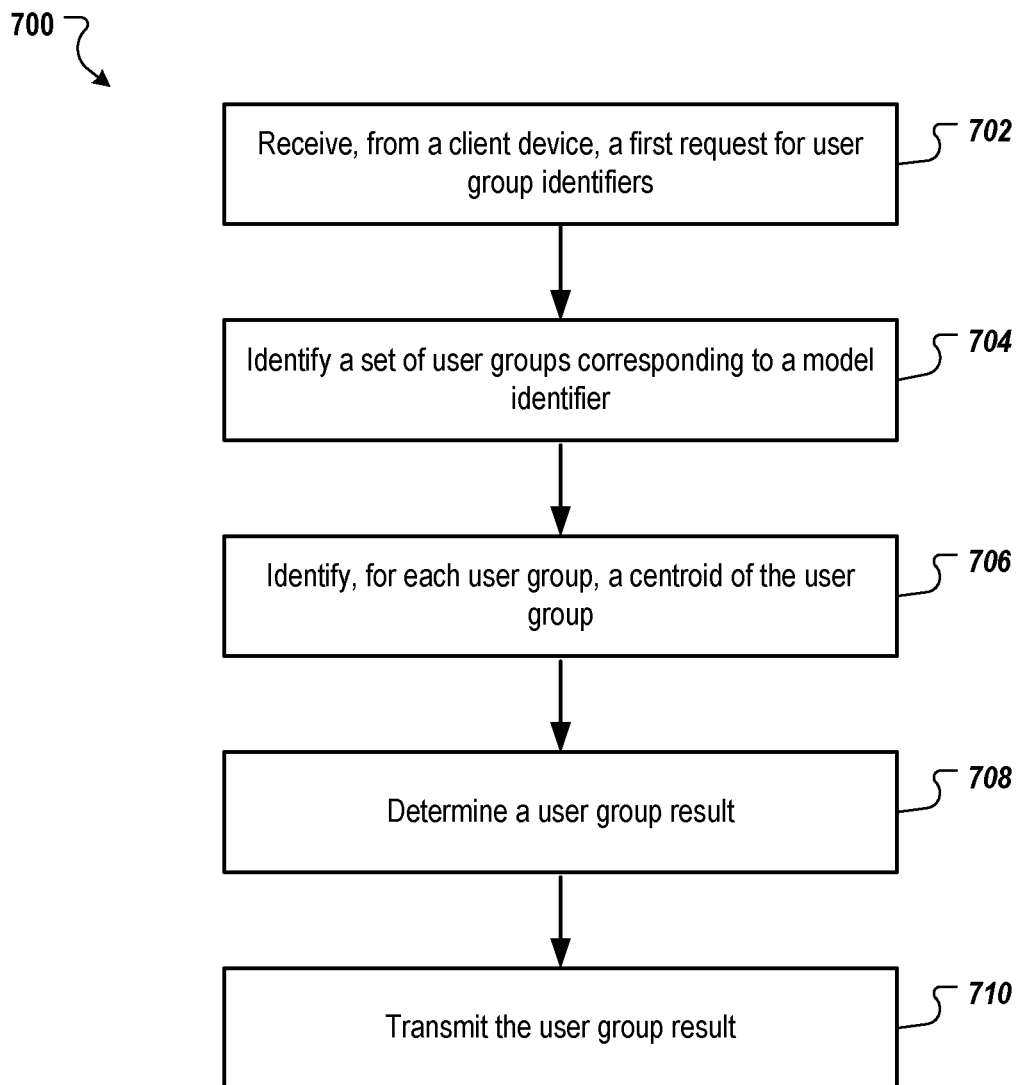 700
Receive, from a client device, a first request for user
group identifiers
702
Identify a set of user groups corresponding to a model
identifier
704
Identify, for each user group, a centroid of the user
group
706
Determine a user group result
708
Transmit the user group result
710